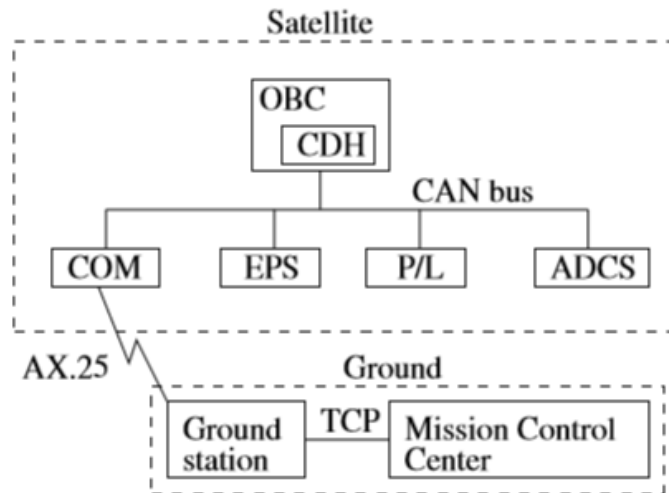 Satellite
OBC
CDH
CAN bus
COM
EPS
P/L
ADCS
AX.25
Ground
Ground
station
TCP
Mission Control
Center